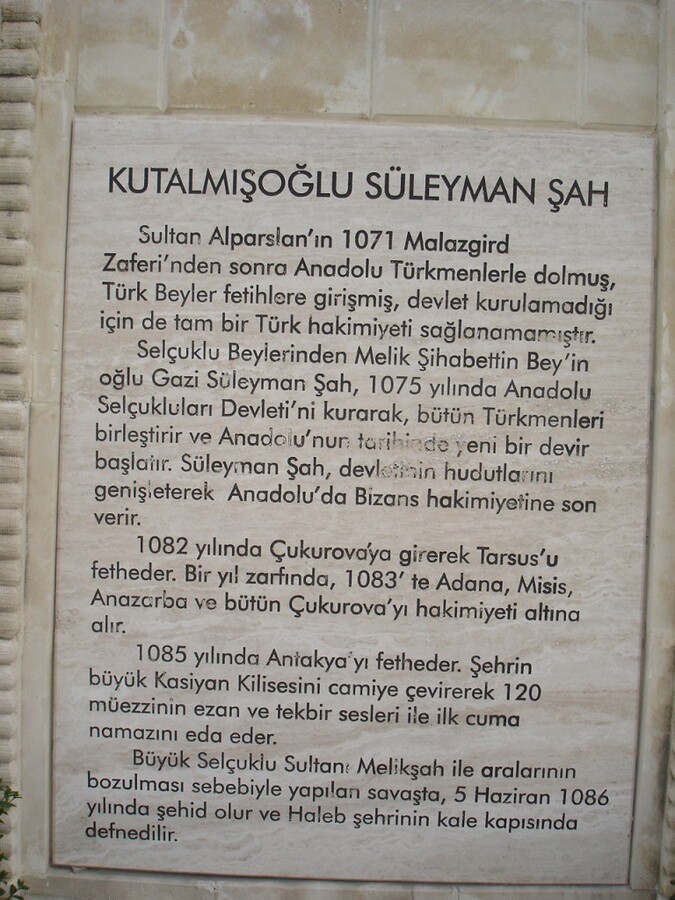 KUTALMIŞOĞLU SÜLEYMAN ŞAH
Sultan Alparslan'ın 1071 Malazgird
Zaferi'nden sonra Anadolu Türkmenlerle dolmuş,
Türk Beyler fetihlere girişmiş, devlet kurulamadığı
için de tam bir Türk hakimiyeti sağlanamamıştır.
Selçuklu Beylerinden Melik Şihabettin Bey'in
oğlu Gazi Süleyman Şah, 1075 yılında Anadolu
Selçukluları Devleti'ni kurarak, bütün Türkmenleri
birleştirir ve Anadolu'nun tarihinde yeni bir devir
başlatır. Süleyman Şah, devletinin hudutlarını
genişleterek Anadolu'da Bizans hakimiyetine son
verir.
1082 yılında Çukurova'ya girerek Tarsus'u
fetheder. Bir yıl zarfında, 1083' te Adana, Misis,
Anazarba ve bütün Çukurova'yı hakimiyeti altına
alır.
1085 yılında Antakya'yı fetheder. Şehrin
büyük Kasiyan Kilisesini camiye çevirerek 120
müezzinin ezan ve tekbir sesleri ile ilk cuma
namazını eda eder.
Büyük Selçuklu Sultanı Melikşah ile aralarının
bozulması sebebiyle yapılan savaşta, 5 Haziran 1086
yılında şehid olur ve Haleb şehrinin kale kapısında
defnedilir.